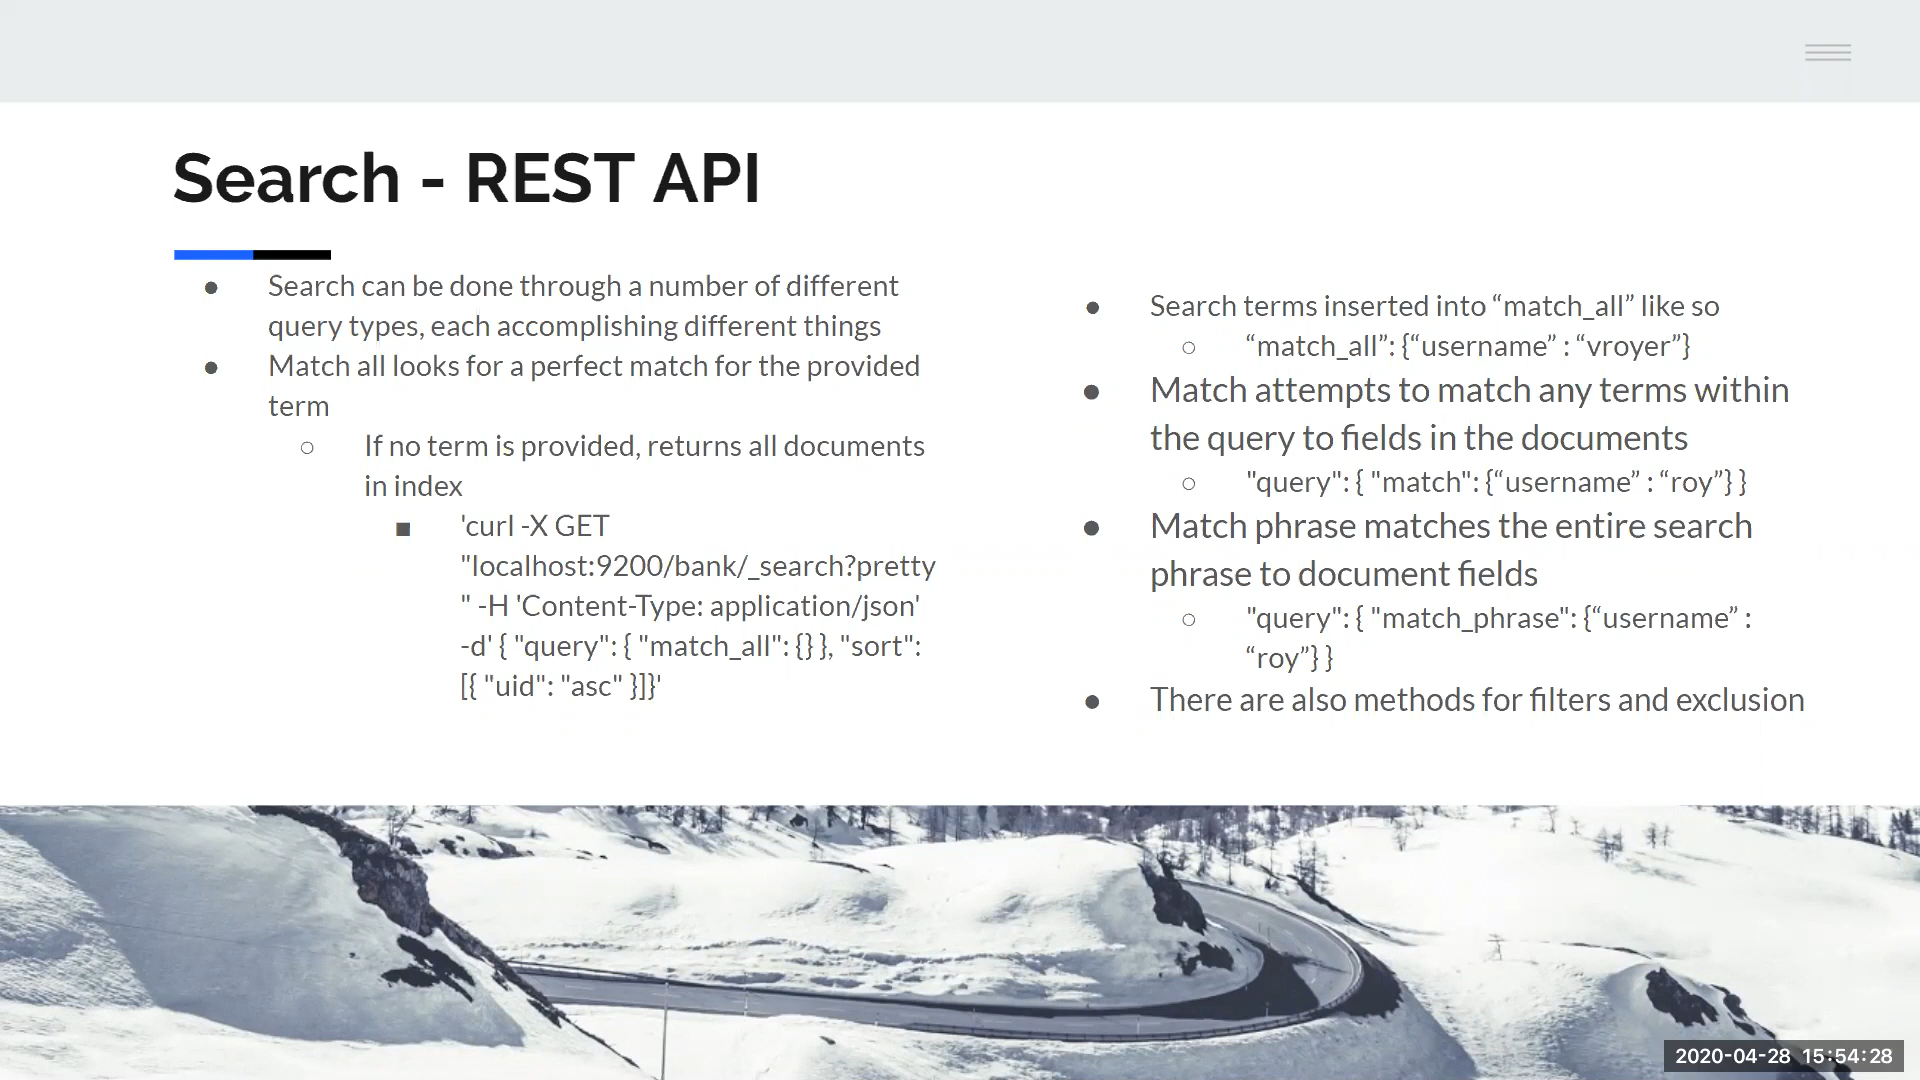 Search - REST API
● Search can be done through a number of different
query types, each accomplishing different things
● Match all looks for a perfect match for the provided
term
○ If no term is provided, returns all documents
in index
■ 'curl -X GET
"localhost:9200/bank/_search?pretty
" -H 'Content-Type: application/json'
-d' { "query": { "match_all": {} }, "sort":
[{ "uid": "asc" }]}'
● Search terms inserted into “match_all” like so
○ “match_all”: {“username” : “vroyer”}
● Match attempts to match any terms within
the query to fields in the documents
○ "query": { "match": {“username” : “roy”} }
● Match phrase matches the entire search
phrase to document fields
○ "query": { "match_phrase": {“username” :
“roy”} }
● There are also methods for filters and exclusion
2020-04-28 15:54:28